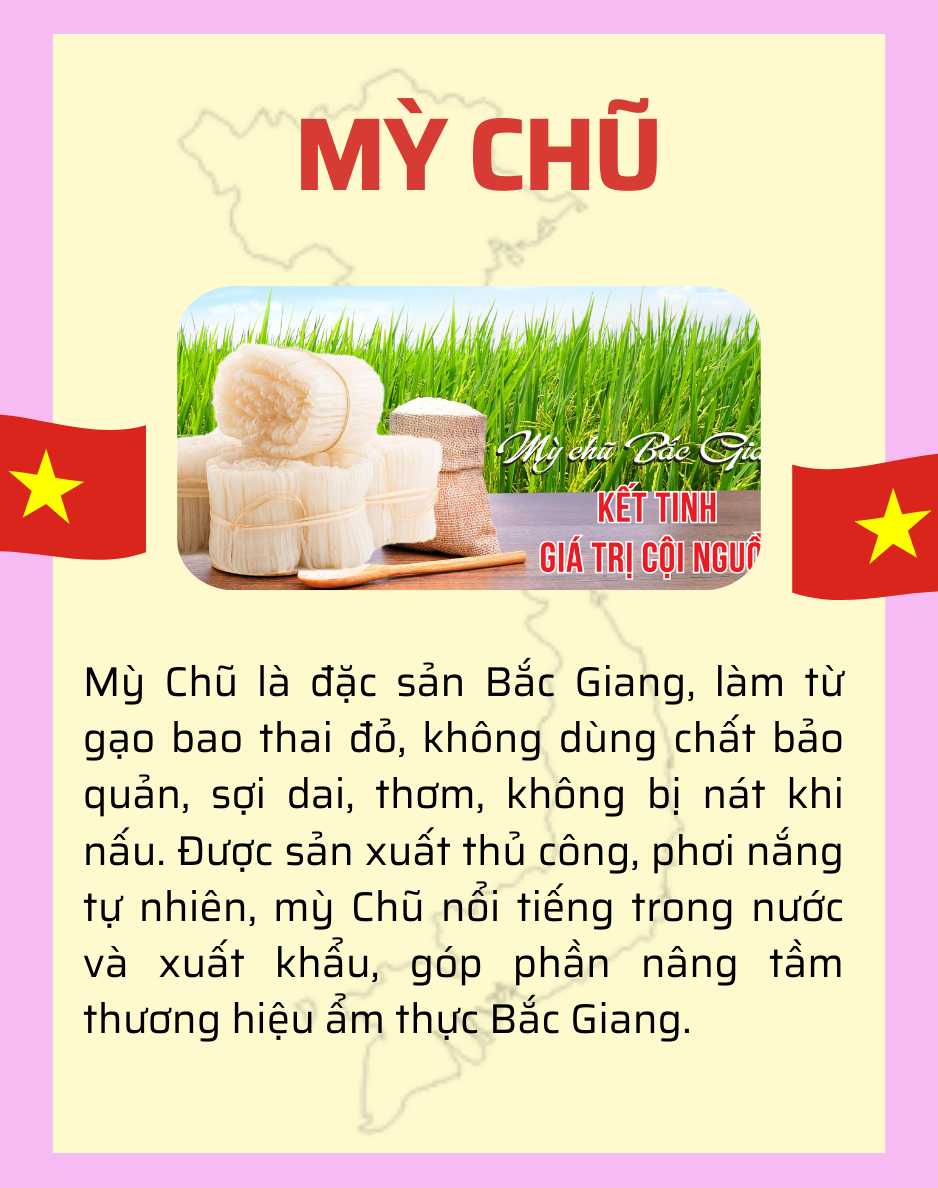 MỲ CHŨ
Mỳ chũ Bắc
KẾT TINH
GIÁ TRỊ CỘI
Mỳ Chũ là đặc sản Bắc Giang, làm từ
gạo bao thai đỏ, không dùng chất bảo
quản, sợi dai, thơm, không bị nát khi
nấu. Được sản xuất thủ công, phơi nắng
tự nhiên, mỳ Chũ nổi tiếng trong nước
và xuất khẩu, góp phần nâng tầm
thương hiệu ẩm thực Bắc Giang.